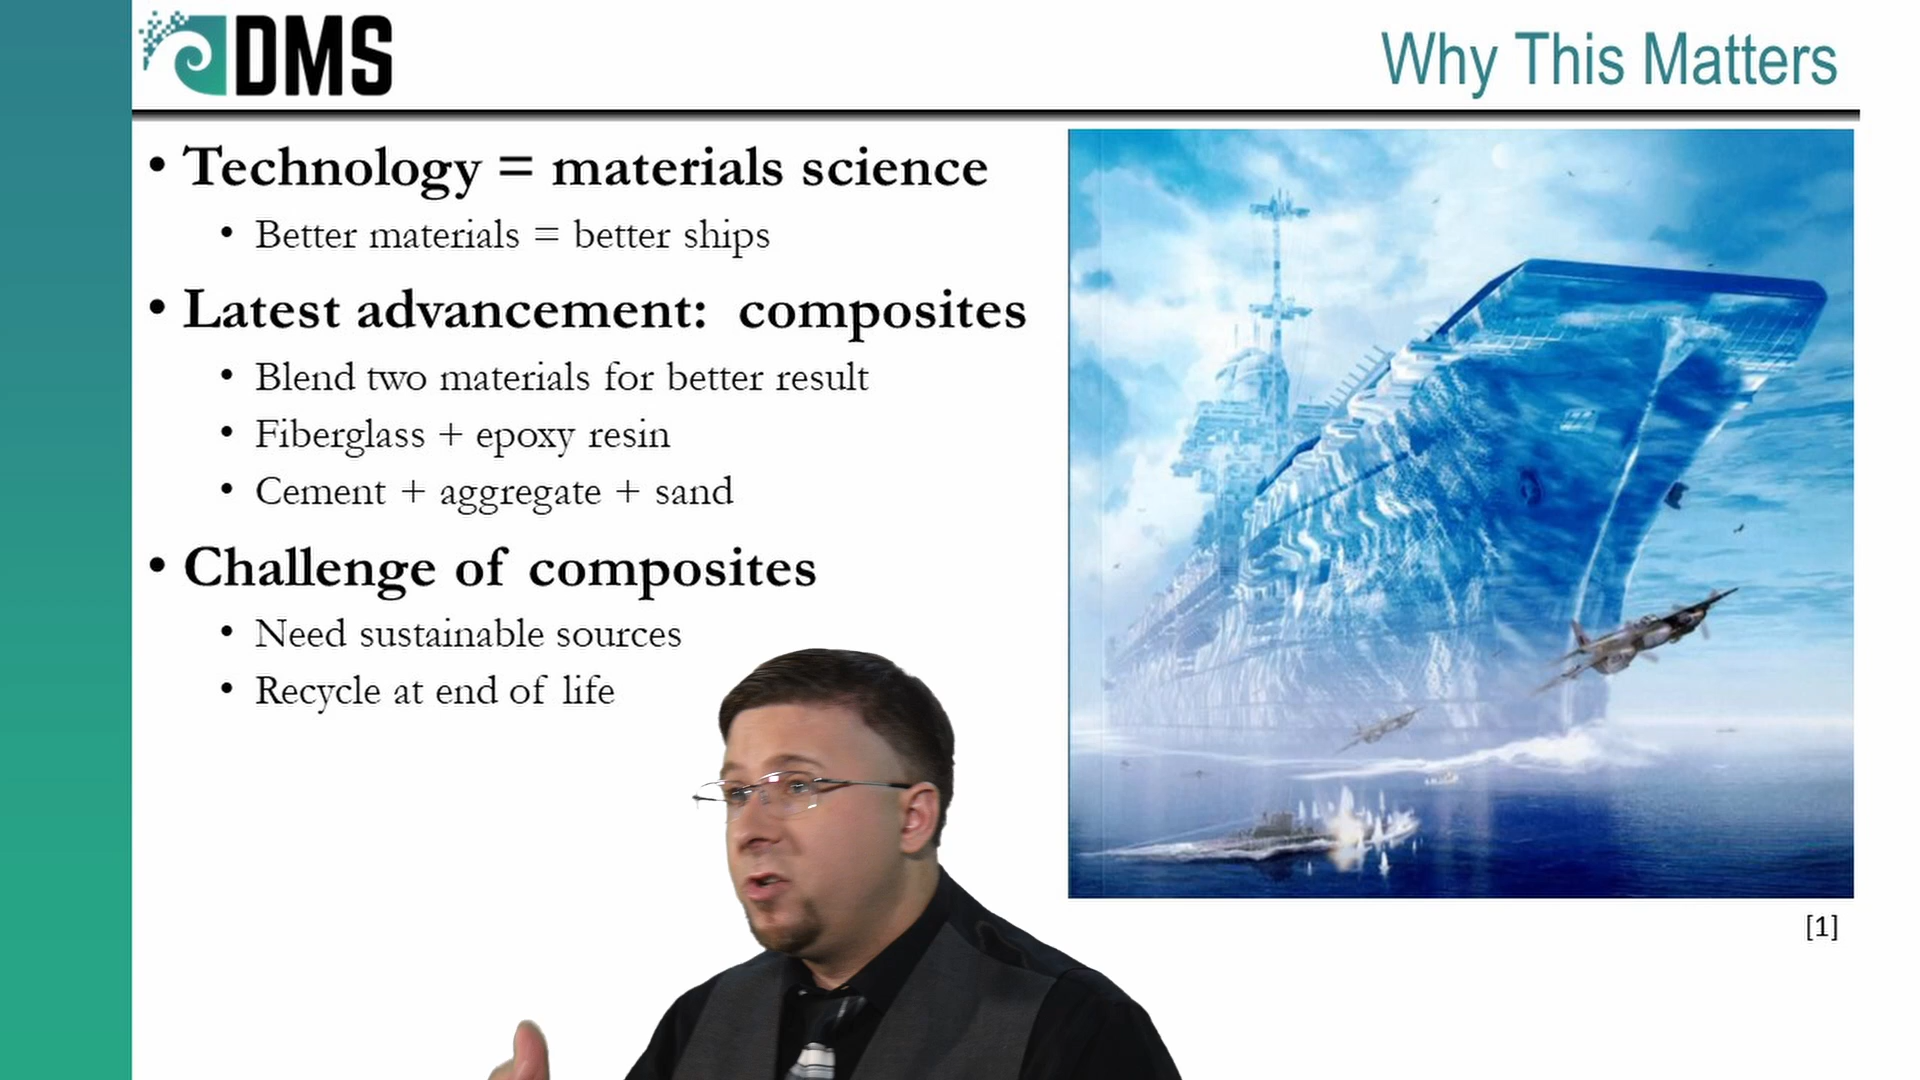 DMS
Why This Matters
• Technology = materials science
• Better materials = better ships
• Latest advancement:  composites
• Blend two materials for better result
• Fiberglass + epoxy resin
• Cement + aggregate + sand
• Challenge of composites
• Need sustainable sources
• Recycle at end of life
[1]